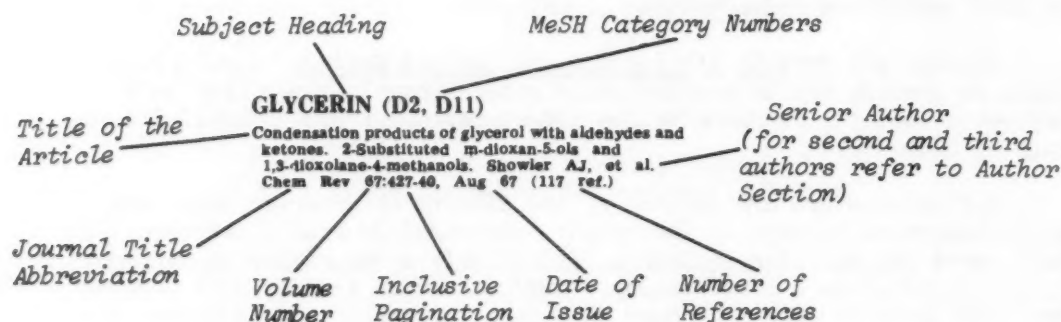 Subject Heading
MeSH Category Numbers
GLYCERIN (D2, D11)
Title of the
Article
Condensation products of glycerol with aldehydes and
ketones. 2-Substituted m-dioxan-5-ols and
1,3-dioxolane-4-methanols. Showler AJ, et al.
Chem Rev 67:427-40, Aug 67 (117 ref.)
Senior Author
(for second and third
authors refer to Author
Section)
Journal Title
Abbreviation
Volume
Number
Inclusive
Pagination
Date of
Issue
Number of
References